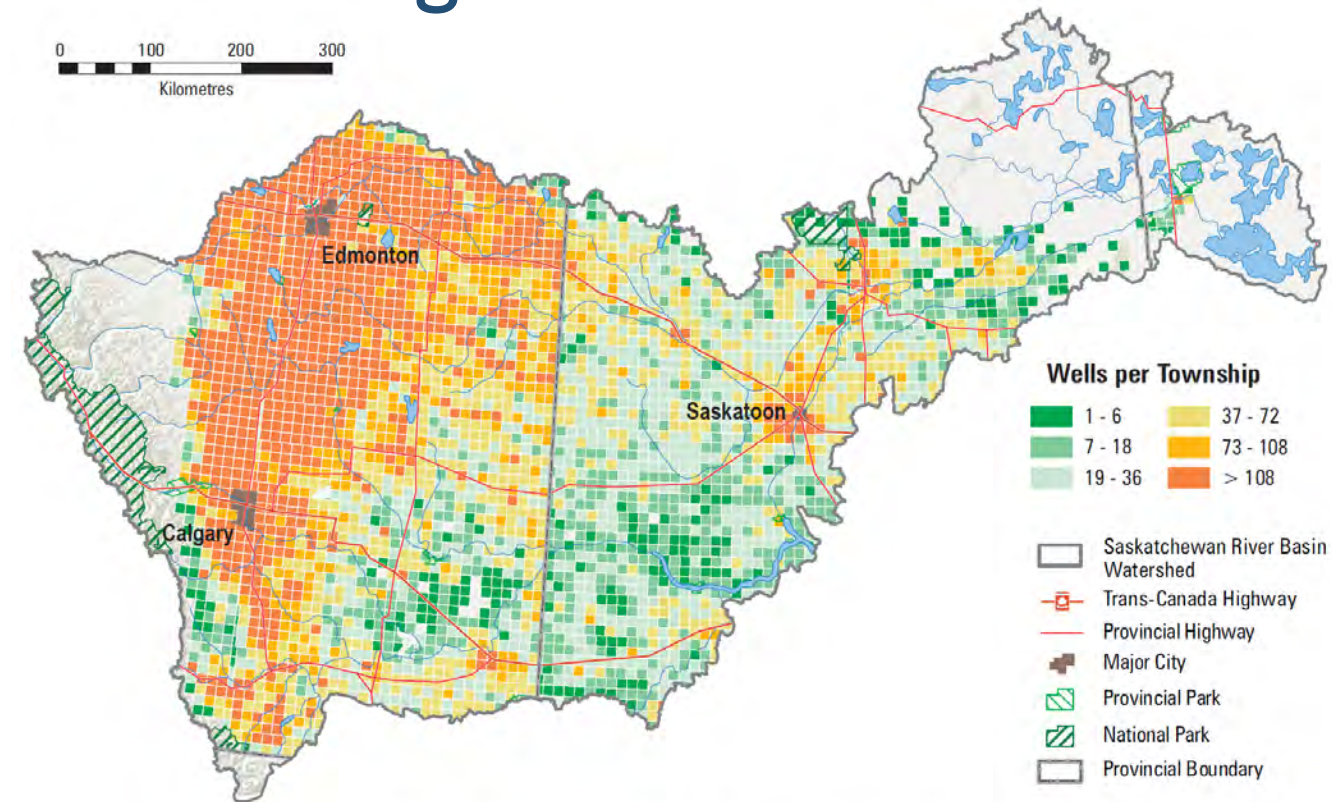 0 100 200 300
Kilometres
Edmonton
Saskatoon
Calgary
Wells per Township
1 - 6
37 - 72
7 - 18
73 - 108
19 - 36
> 108
Saskatchewan River Basin
Watershed
Trans-Canada Highway
Provincial Highway
Major City
Provincial Park
National Park
Provincial Boundary